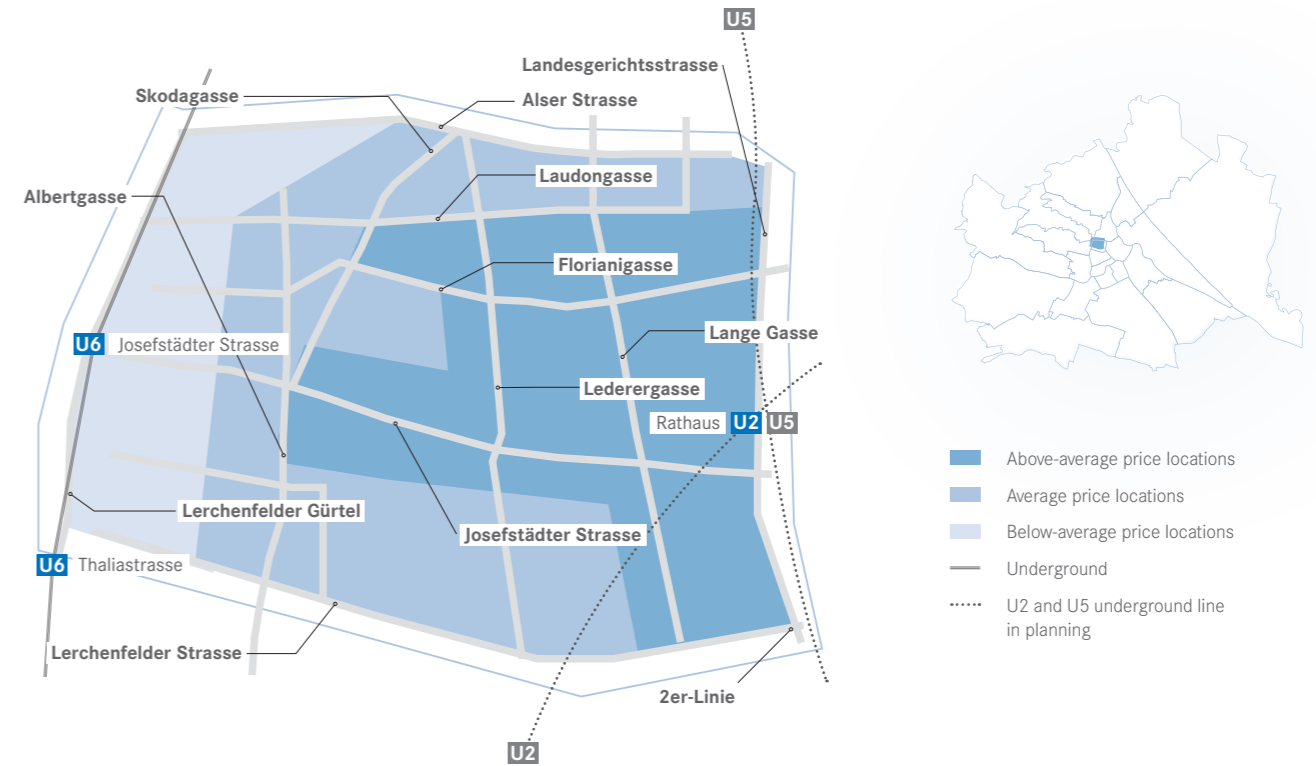 U5
Landesgerichtsstrasse
Skodagasse
Alser Strasse
Laudongasse
Albertgasse
Florianigasse
Lange Gasse
U6 Josefstädter Strasse
Lederergasse
Rathaus U2 U5
Lerchenfelder Gürtel
Josefstädter Strasse
U6 Thaliastrasse
Lerchenfelder Strasse
2er-Linie
U2
Above-average price locations
Average price locations
Below-average price locations
Underground
U2 and U5 underground line
in planning